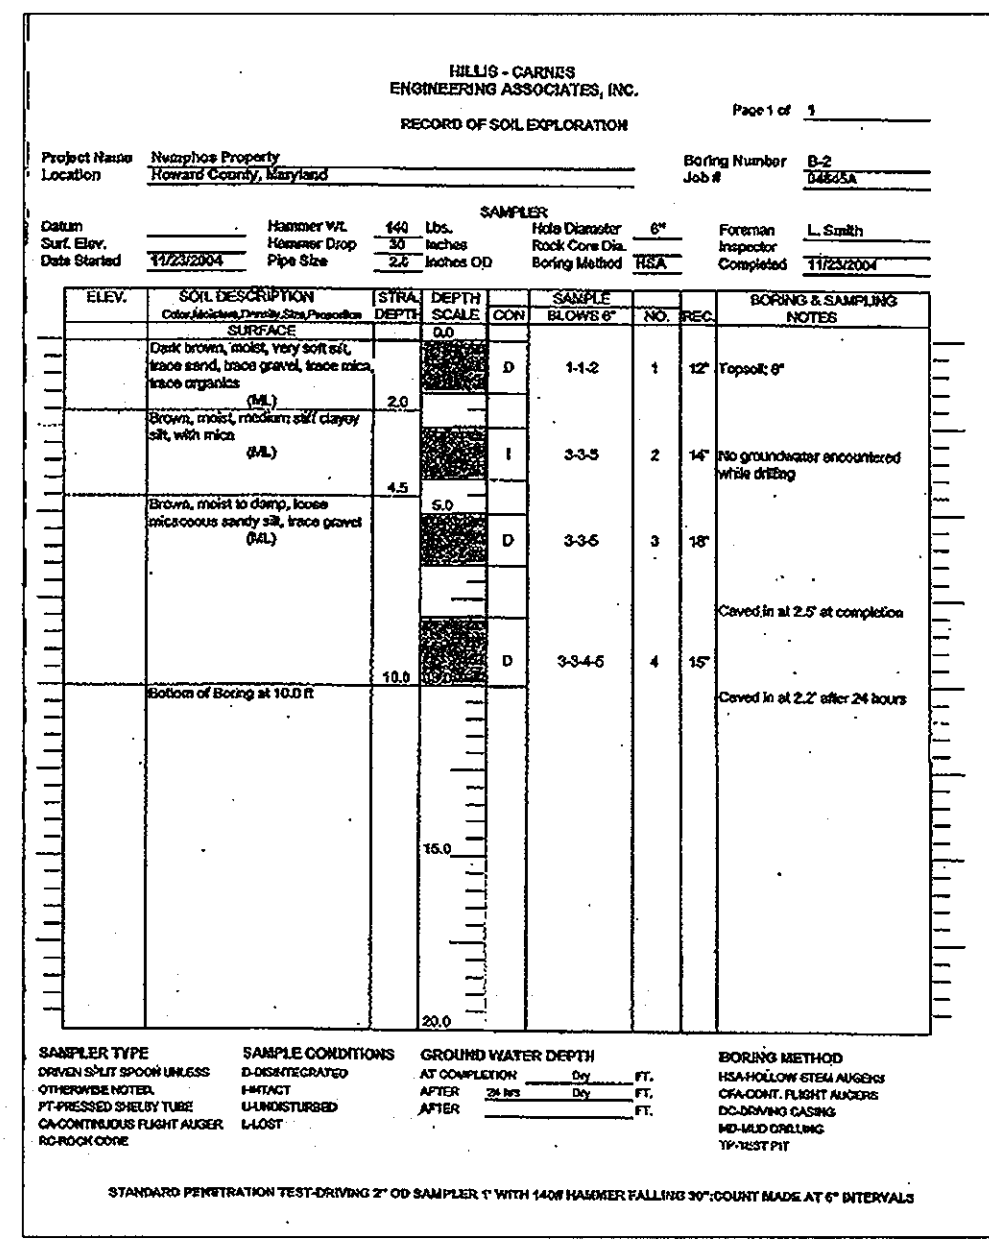 HILLIS - CARNES
ENGINEERING ASSOCIATES, INC.
Page 1 of 1
RECORD OF SOIL EXPLORATION
Project Name Numphos Property Boring Number B-2
Location Howard County, Maryland Job #
SAMPLER
Datum Hammer Wt. 140 Lbs. Hole Diameter 6" Foreman L. Smith
Surf. Elev. Hammer Drop 30 Inches Rock Core Dia. Inspector
Date Started 11/23/2004 Pipe Size Inches OD Boring Method HSA Completed 11/23/2004
ELEV. SOIL DESCRIPTION STRA. DEPTH SAMPLE BORING & SAMPLING
Color, Moisture, Density, Size, Proportion DEPTH SCALE CON BLOWS 6" NO. REC. NOTES
SURFACE 0.0
Dark brown, moist, very soft silt,
trace sand, trace gravel, trace mica, D 1-1-2 1 12" Topsoil: 6"
trace organics
(ML) 2.0
Brown, moist, medium stiff clayey
silt, with mica
(ML) I 3-3-5 2 14" No groundwater encountered
while drilling
4.5
Brown, moist to damp, loose 5.0
micaceous sandy silt, trace gravel
(ML) D 3-3-5 3 18"
Caved in at 2.5' at completion
D 3-3-4-5 4 15"
10.0
Bottom of Boring at 10.0 ft Caved in at 2.2' after 24 hours
15.0
20.0
SAMPLER TYPE SAMPLE CONDITIONS GROUND WATER DEPTH BORING METHOD
DRIVEN SPLIT SPOON UNLESS D-DISINTEGRATED AT COMPLETION Dry FT. HSA-HOLLOW STEM AUGERS
OTHERWISE NOTED. I-INTACT AFTER 24 hrs Dry FT. CFA-CONT. FLIGHT AUGERS
PT-PRESSED SHELBY TUBE U-UNDISTURBED AFTER FT. DC-DRIVING CASING
CA-CONTINUOUS FLIGHT AUGER L-LOST MD-MUD DRILLING
RC-ROCK CORE TP-TEST PIT
STANDARD PENETRATION TEST-DRIVING 2" OD SAMPLER 1' WITH 140# HAMMER FALLING 30":COUNT MADE AT 6" INTERVALS